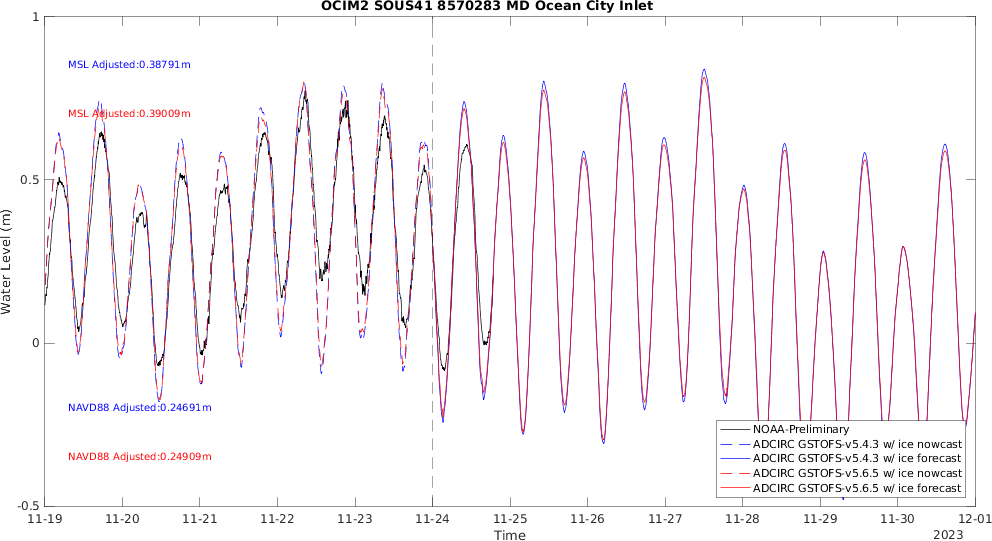 OCIM2 SOUS41 8570283 MD Ocean City Inlet
1
MSL Adjusted:0.38791m
MSL Adjusted:0.39009m
0.5
Water Level (m)
0
NAVD88 Adjusted:0.24691m
NAVD88 Adjusted:0.24909m
NOAA-Preliminary
ADCIRC GSTOFS-v5.4.3 w/ ice nowcast
ADCIRC GSTOFS-v5.4.3 w/ ice forecast
ADCIRC GSTOFS-v5.6.5 w/ ice nowcast
ADCIRC GSTOFS-v5.6.5 w/ ice forecast
-0.5
11-19 11-20 11-21 11-22 11-23 11-24 11-25 11-26 11-27 11-28 11-29 11-30 12-01
Time 2023